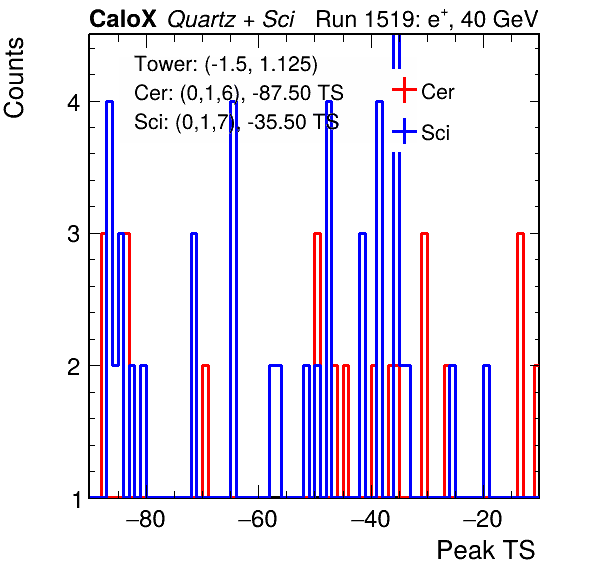 CaloX Quartz + Sci Run 1519: e+, 40 GeV
Counts
Tower: (-1.5, 1.125)
Cer: (0,1,6), -87.50 TS
Sci: (0,1,7), -35.50 TS
Cer
Sci
4
3
2
1
−80 −60 −40 −20
Peak TS